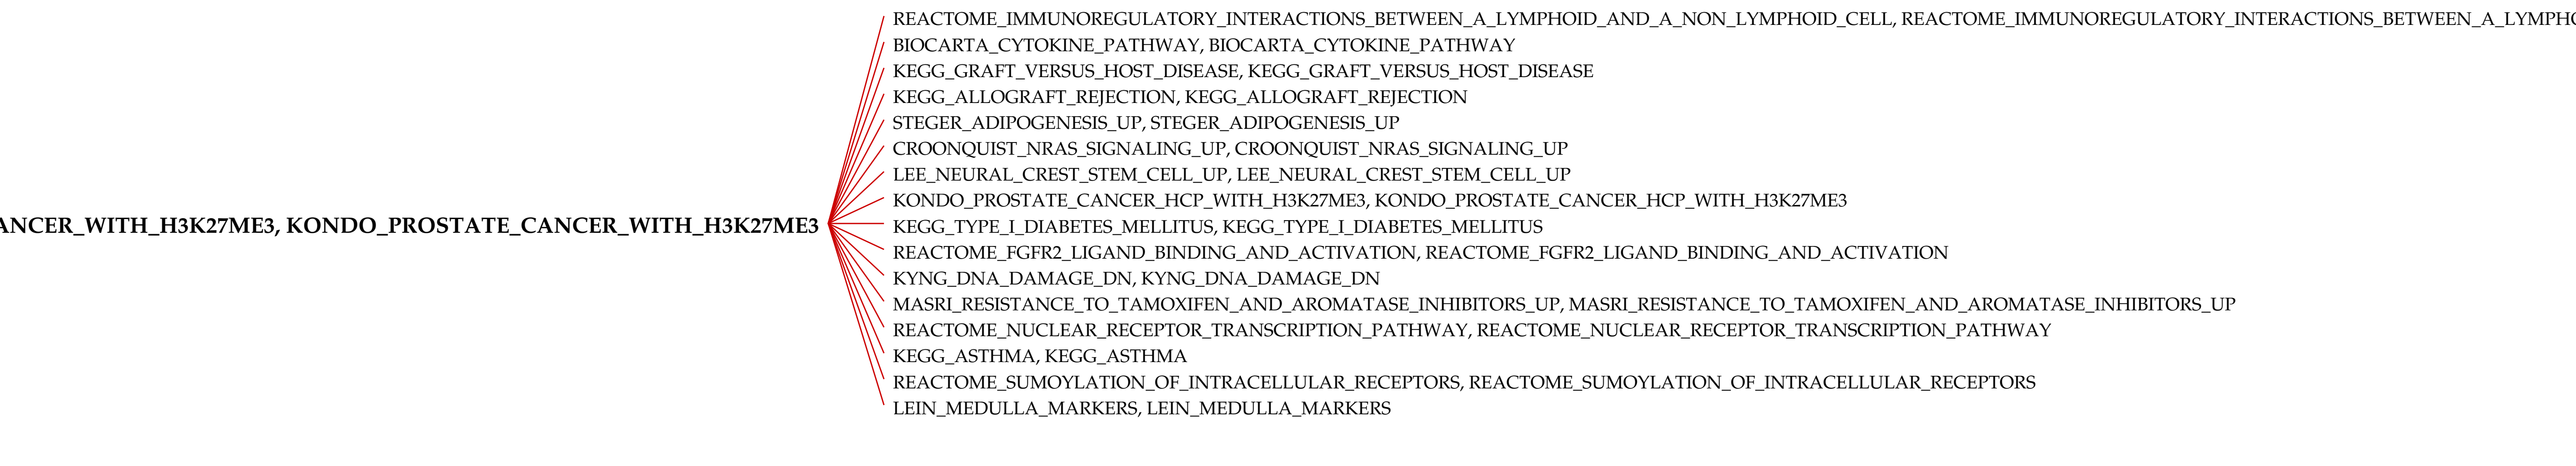 REACTOME_IMMUNOREGULATORY_INTERACTIONS_BETWEEN_A_LYMPHOID_AND_A_NON_LYMPHOID_CELL, REACTOME_IMMUNOREGULATORY_INTERACTIONS_BETWEEN_A_LYMPHO
BIOCARTA_CYTOKINE_PATHWAY, BIOCARTA_CYTOKINE_PATHWAY
KEGG_GRAFT_VERSUS_HOST_DISEASE, KEGG_GRAFT_VERSUS_HOST_DISEASE
KEGG_ALLOGRAFT_REJECTION, KEGG_ALLOGRAFT_REJECTION
STEGER_ADIPOGENESIS_UP, STEGER_ADIPOGENESIS_UP
CROONQUIST_NRAS_SIGNALING_UP, CROONQUIST_NRAS_SIGNALING_UP
LEE_NEURAL_CREST_STEM_CELL_UP, LEE_NEURAL_CREST_STEM_CELL_UP
KONDO_PROSTATE_CANCER_HCP_WITH_H3K27ME3, KONDO_PROSTATE_CANCER_HCP_WITH_H3K27ME3
ANCER_WITH_H3K27ME3, KONDO_PROSTATE_CANCER_WITH_H3K27ME3
KEGG_TYPE_I_DIABETES_MELLITUS, KEGG_TYPE_I_DIABETES_MELLITUS
REACTOME_FGFR2_LIGAND_BINDING_AND_ACTIVATION, REACTOME_FGFR2_LIGAND_BINDING_AND_ACTIVATION
KYNG_DNA_DAMAGE_DN, KYNG_DNA_DAMAGE_DN
MASRI_RESISTANCE_TO_TAMOXIFEN_AND_AROMATASE_INHIBITORS_UP, MASRI_RESISTANCE_TO_TAMOXIFEN_AND_AROMATASE_INHIBITORS_UP
REACTOME_NUCLEAR_RECEPTOR_TRANSCRIPTION_PATHWAY, REACTOME_NUCLEAR_RECEPTOR_TRANSCRIPTION_PATHWAY
KEGG_ASTHMA, KEGG_ASTHMA
REACTOME_SUMOYLATION_OF_INTRACELLULAR_RECEPTORS, REACTOME_SUMOYLATION_OF_INTRACELLULAR_RECEPTORS
LEIN_MEDULLA_MARKERS, LEIN_MEDULLA_MARKERS